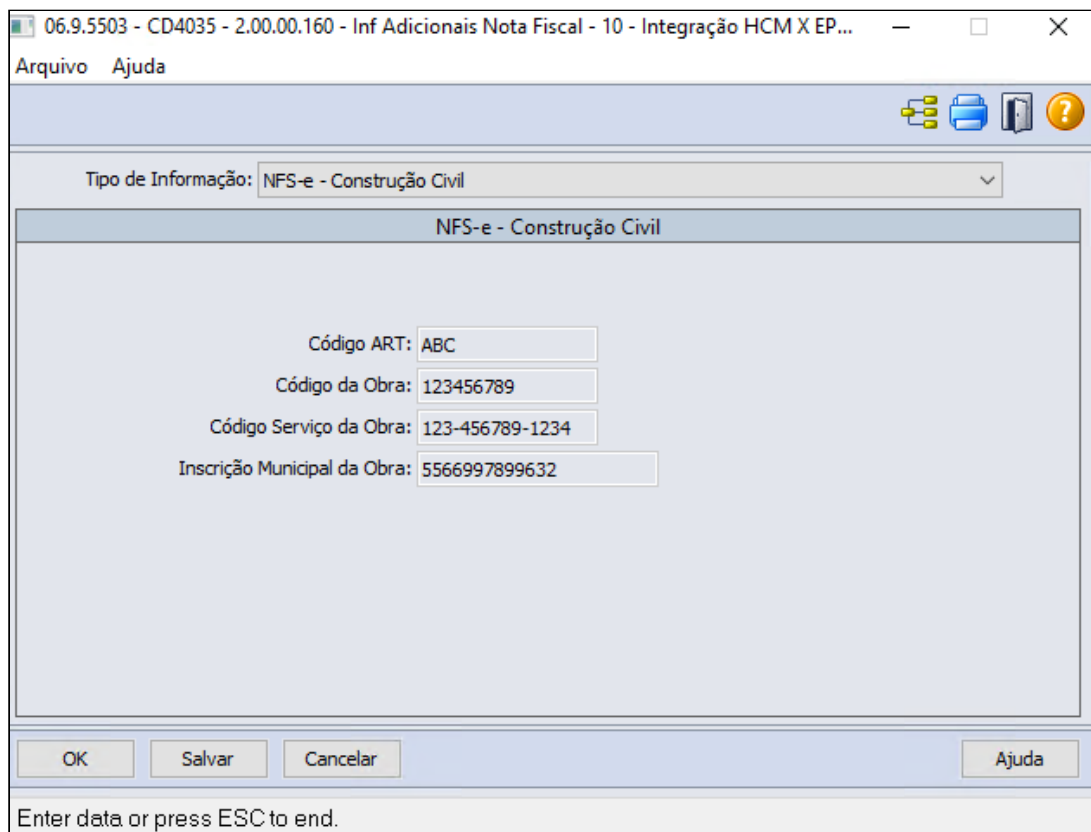 06.9.5503 - CD4035 - 2.00.00.160 - Inf Adicionais Nota Fiscal - 10 - Integração HCM X EP...
Arquivo Ajuda
Tipo de Informação: NFS-e - Construção Civil
NFS-e - Construção Civil
Código ART: ABC
Código da Obra: 123456789
Código Serviço da Obra: 123-456789-1234
Inscrição Municipal da Obra: 5566997899632
OK Salvar Cancelar Ajuda
Enter data or press ESC to end.